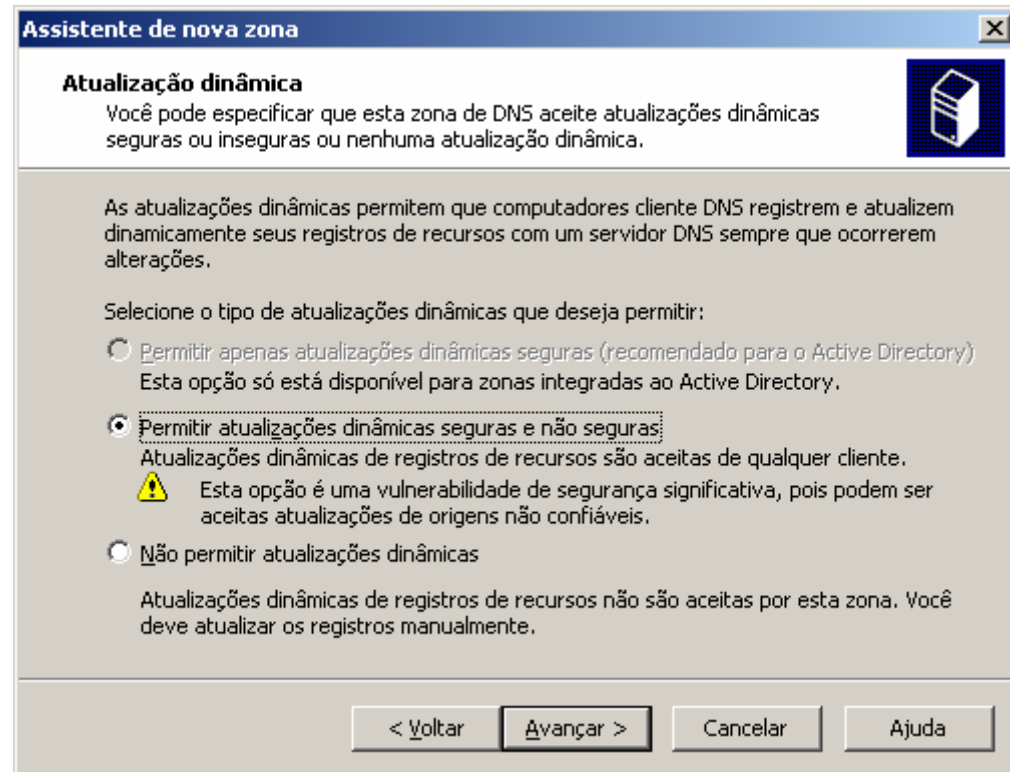 Assistente de nova zona
Atualização dinâmica
Você pode especificar que esta zona de DNS aceite atualizações dinâmicas
seguras ou inseguras ou nenhuma atualização dinâmica.
As atualizações dinâmicas permitem que computadores cliente DNS registrem e atualizem
dinamicamente seus registros de recursos com um servidor DNS sempre que ocorrerem
alterações.
Selecione o tipo de atualizações dinâmicas que deseja permitir:
Permitir apenas atualizações dinâmicas seguras (recomendado para o Active Directory)
Esta opção só está disponível para zonas integradas ao Active Directory.
Permitir atualizações dinâmicas seguras e não seguras
Atualizações dinâmicas de registros de recursos são aceitas de qualquer cliente.
Esta opção é uma vulnerabilidade de segurança significativa, pois podem ser
aceitas atualizações de origens não confiáveis.
Não permitir atualizações dinâmicas
Atualizações dinâmicas de registros de recursos não são aceitas por esta zona. Você
deve atualizar os registros manualmente.
< Voltar Avançar > Cancelar Ajuda